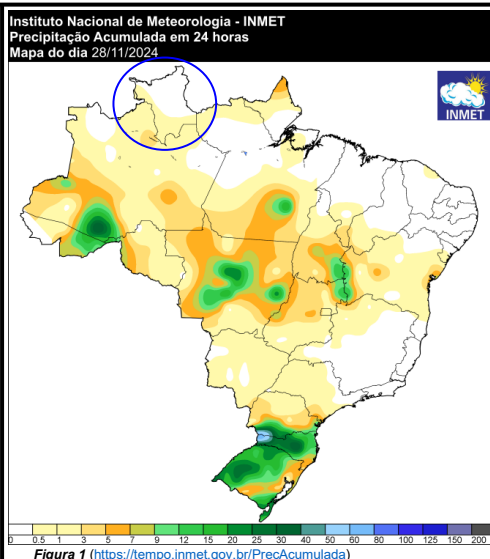 Instituto Nacional de Meteorologia - INMET
Precipitação Acumulada em 24 horas
Mapa do dia 28/11/2024
INMET
0 0.5 1 3 5 7 9 12 15 20 25 30 40 50 60 80 100 125 150 200
Figura 1 (https://tempo.inmet.gov.br/PrecAcumulada)